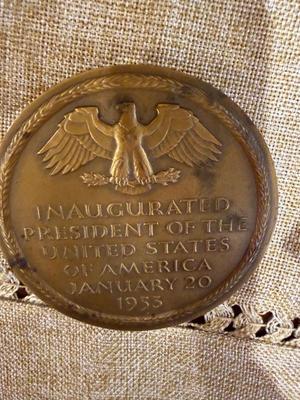 INAUGURATED
PRESIDENT OF THE
UNITED STATES
OF AMERICA
JANUARY 20
1953